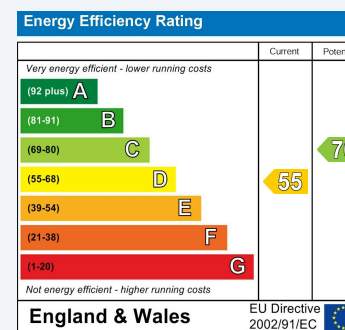 Energy Efficiency Rating
Current
Very energy efficient - lower running costs
(92 plus) A
(81-91) B
(69-80) C
(55-68) D
55
(39-54) E
(21-38) F
(1-20) G
Not energy efficient - higher running costs
England & Wales
EU Directive
2002/91/EC